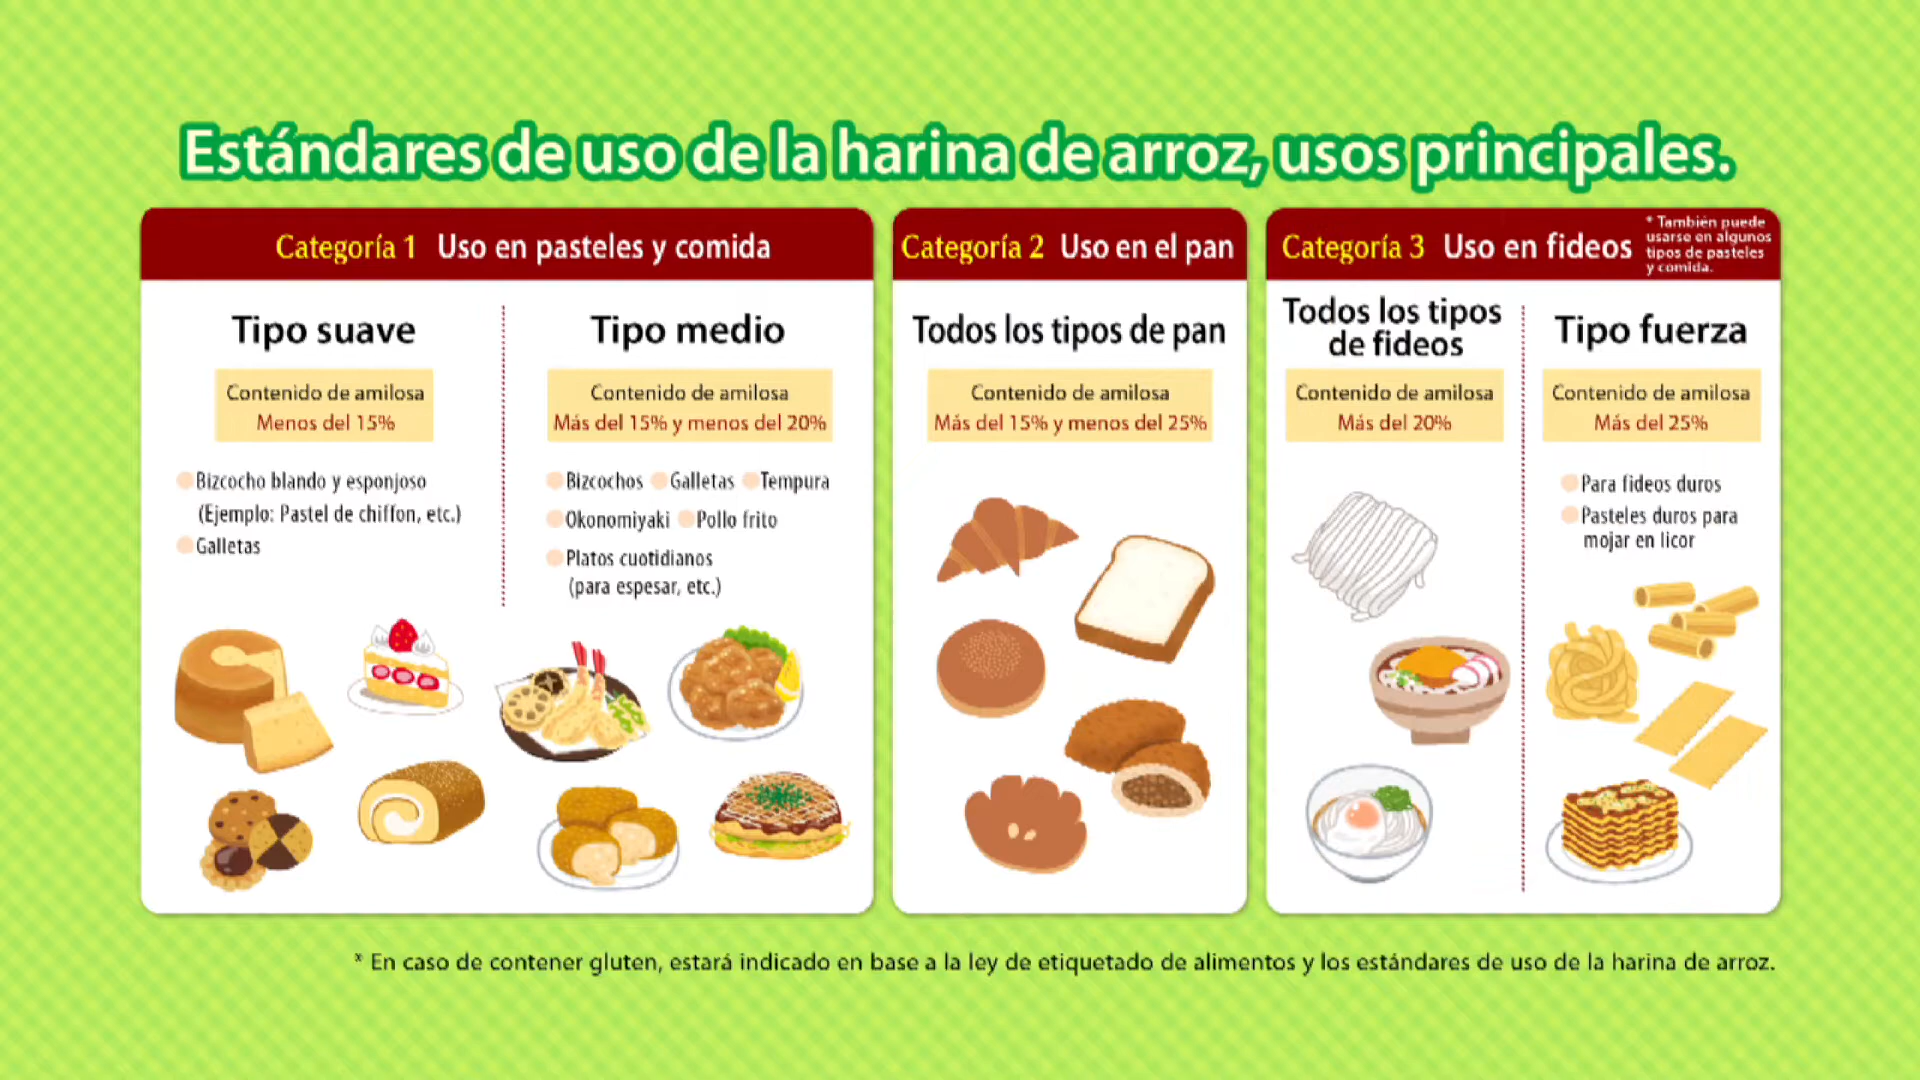 Estándares de uso de la harina de arroz, usos principales.
Categoría 1 Uso en pasteles y comida
Tipo suave
Contenido de amilosa
Menos del 15%
Bizcocho blando y esponjoso
(Ejemplo: Pastel de chiffon, etc.)
Galletas
Tipo medio
Contenido de amilosa
Más del 15% y menos del 20%
Bizcochos Galletas Tempura
Okonomiyaki Pollo frito
Platos cuotidianos
(para espesar, etc.)
Categoría 2 Uso en el pan
Todos los tipos de pan
Contenido de amilosa
Más del 15% y menos del 25%
Categoría 3 Uso en fideos
* También puede
usarse en algunos
tipos de pasteles
y comida.
Todos los tipos
de fideos
Contenido de amilosa
Más del 20%
Tipo fuerza
Contenido de amilosa
Más del 25%
Para fideos duros
Pasteles duros para
mojar en licor
* En caso de contener gluten, estará indicado en base a la ley de etiquetado de alimentos y los estándares de uso de la harina de arroz.